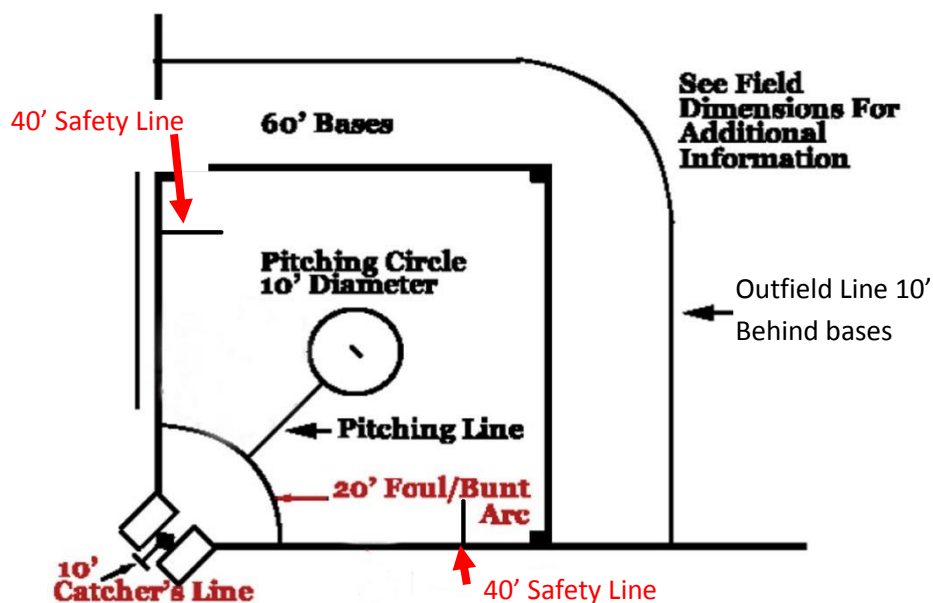 40’ Safety Line
60' Bases
See Field
Dimensions For
Additional
Information
Pitching Circle
10' Diameter
Outfield Line 10’
Behind bases
Pitching Line
20' Foul/Bunt
Arc
10'
Catcher's Line
40’ Safety Line